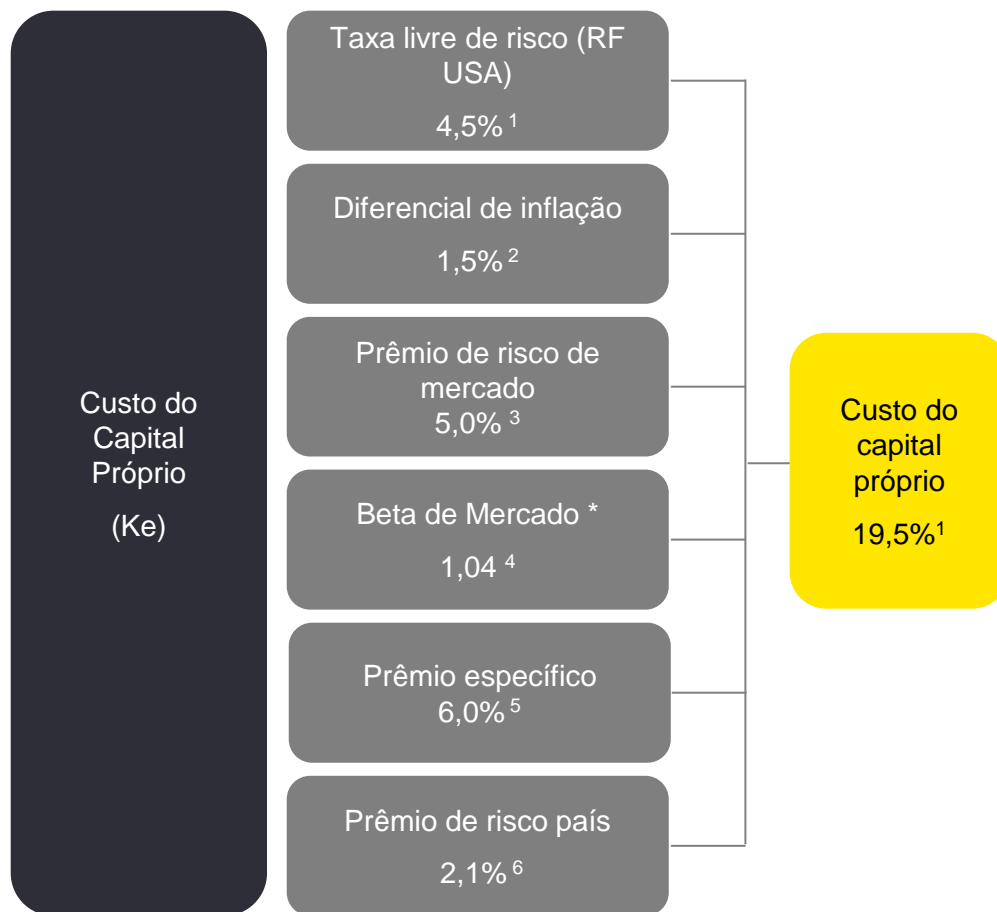 Custo do
Capital
Próprio
(Ke)
Taxa livre de risco (RF
USA)
4,5% 1
Diferencial de inflação
1,5% 2
Prêmio de risco de
mercado
5,0% 3
Beta de Mercado *
1,04 4
Prêmio específico
6,0% 5
Prêmio de risco país
2,1% 6
Custo do
capital
próprio
19,5%1